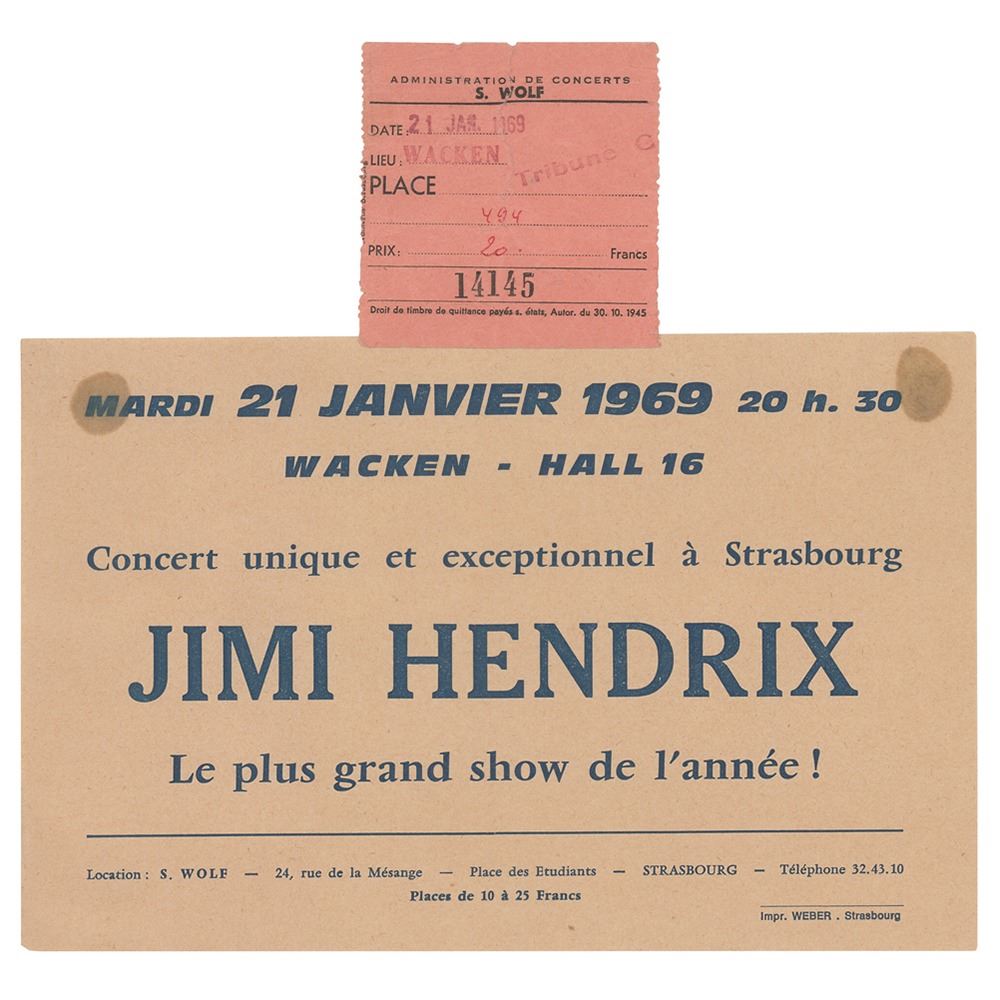 ADMINISTRATION DE CONCERTS
S. WOLF
DATE: 21 JAN. 1969
LIEU: WACKEN
Tribune C
PLACE
494
PRIX: 20. Francs
14145
Droit de timbre de quittance payés s. états, Autor. du 30. 10. 1945
MARDI 21 JANVIER 1969 20 h. 30
WACKEN - HALL 16
Concert unique et exceptionnel à Strasbourg
JIMI HENDRIX
Le plus grand show de l'année !
Location : S. WOLF — 24, rue de la Mésange — Place des Etudiants — STRASBOURG — Téléphone 32.43.10
Places de 10 à 25 Francs
Impr. WEBER . Strasbourg